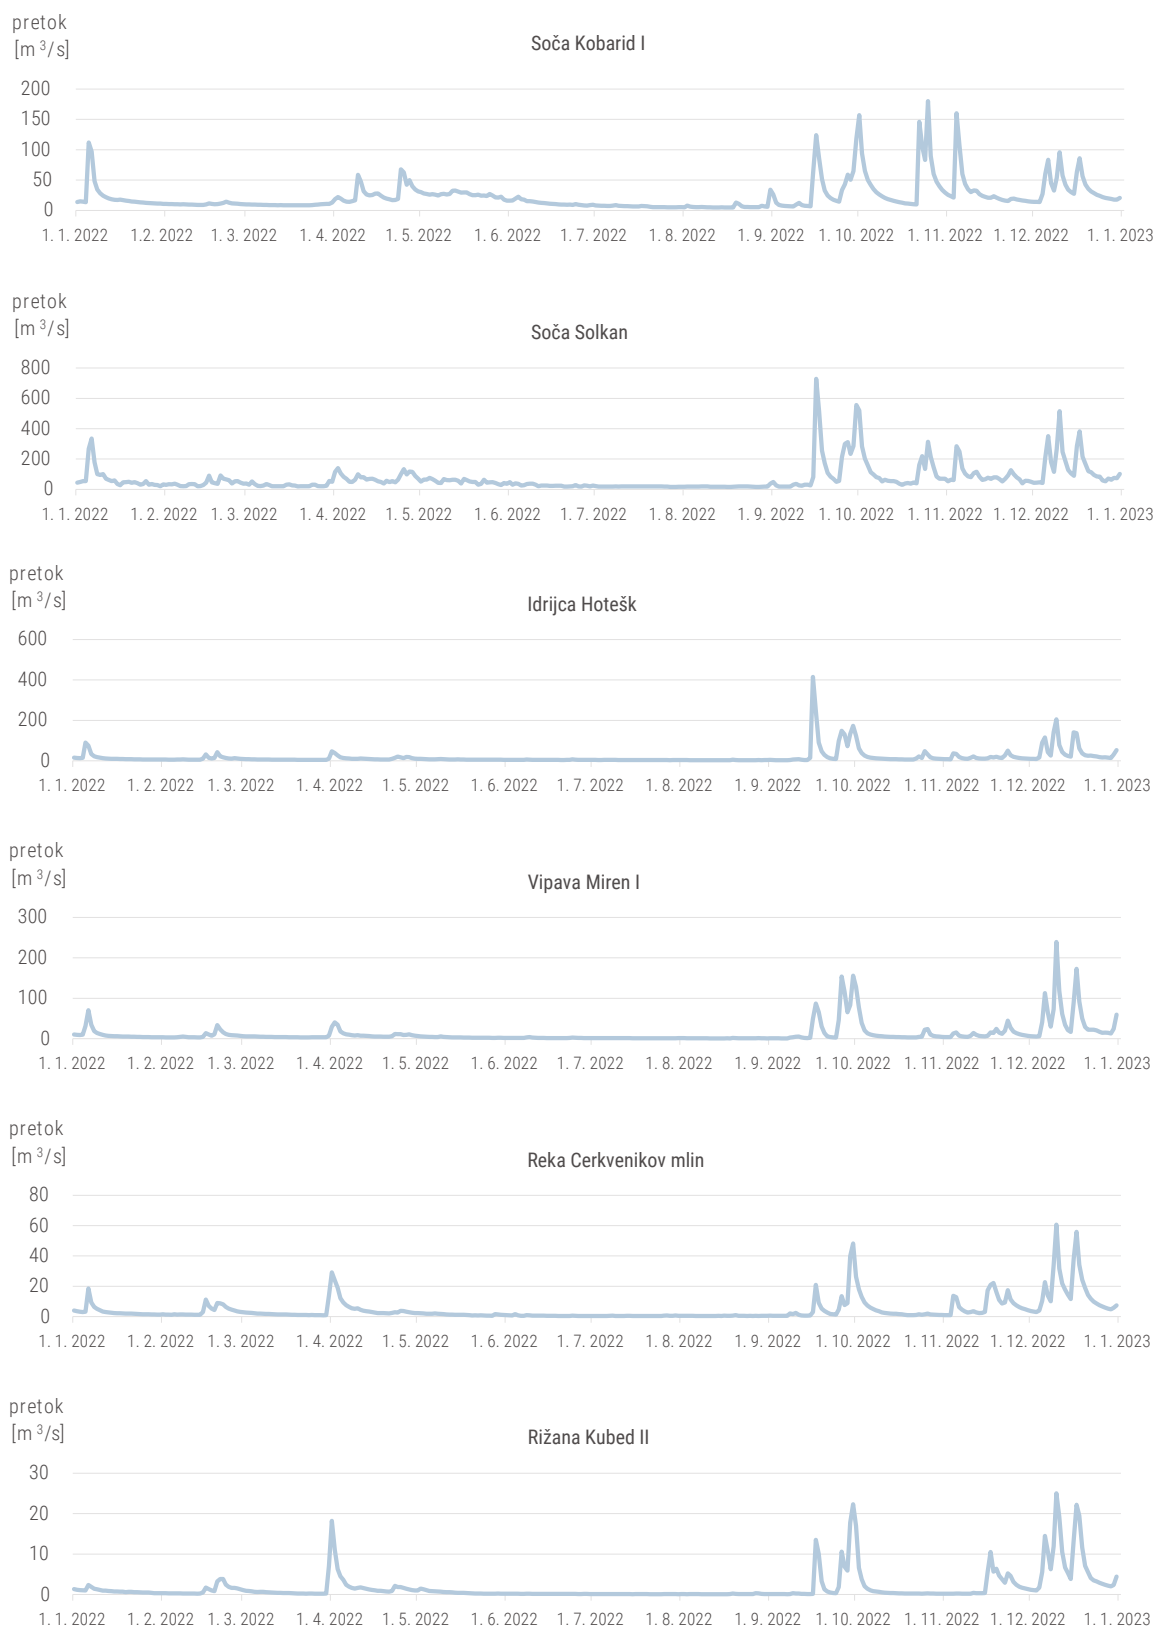 pretok
[m ³/s]
Soča Kobarid I
200
150
100
50
0
1. 1. 2022 1.2. 2022 1. 3. 2022 1. 4. 2022 1. 5. 2022 1. 6. 2022 1. 7. 2022 1. 8. 2022 1. 9. 2022 1. 10. 2022 1. 11. 2022 1. 12. 2022 1. 1. 2023
pretok
[m ³/s]
Soča Solkan
800
600
400
200
0
1. 1. 2022 1.2. 2022 1. 3. 2022 1. 4. 2022 1. 5. 2022 1. 6. 2022 1. 7. 2022 1. 8. 2022 1. 9. 2022 1. 10. 2022 1. 11. 2022 1. 12. 2022 1. 1. 2023
pretok
[m ³/s]
Idrijca Hotešk
600
400
200
0
1. 1. 2022 1. 2. 2022 1. 3. 2022 1. 4. 2022 1. 5. 2022 1. 6. 2022 1. 7. 2022 1. 8. 2022 1. 9. 2022 1. 10. 2022 1. 11. 2022 1. 12. 2022 1. 1. 2023
pretok
[m ³/s]
Vipava Miren I
300
200
100
0
1. 1. 2022 1. 2. 2022 1. 3. 2022 1. 4. 2022 1. 5. 2022 1. 6. 2022 1. 7. 2022 1. 8. 2022 1. 9. 2022 1. 10. 2022 1. 11. 2022 1. 12. 2022 1. 1. 2023
pretok
[m ³/s]
Reka Cerkvenikov mlin
80
60
40
20
0
1. 1. 2022 1. 2. 2022 1. 3. 2022 1. 4. 2022 1. 5. 2022 1. 6. 2022 1. 7. 2022 1. 8. 2022 1. 9. 2022 1. 10. 2022 1. 11. 2022 1. 12. 2022 1. 1. 2023
pretok
[m ³/s]
Rižana Kubed II
30
20
10
0
1. 1. 2022 1. 2. 2022 1. 3. 2022 1. 4. 2022 1. 5. 2022 1. 6. 2022 1. 7. 2022 1. 8. 2022 1. 9. 2022 1. 10. 2022 1. 11. 2022 1. 12. 2022 1. 1. 2023